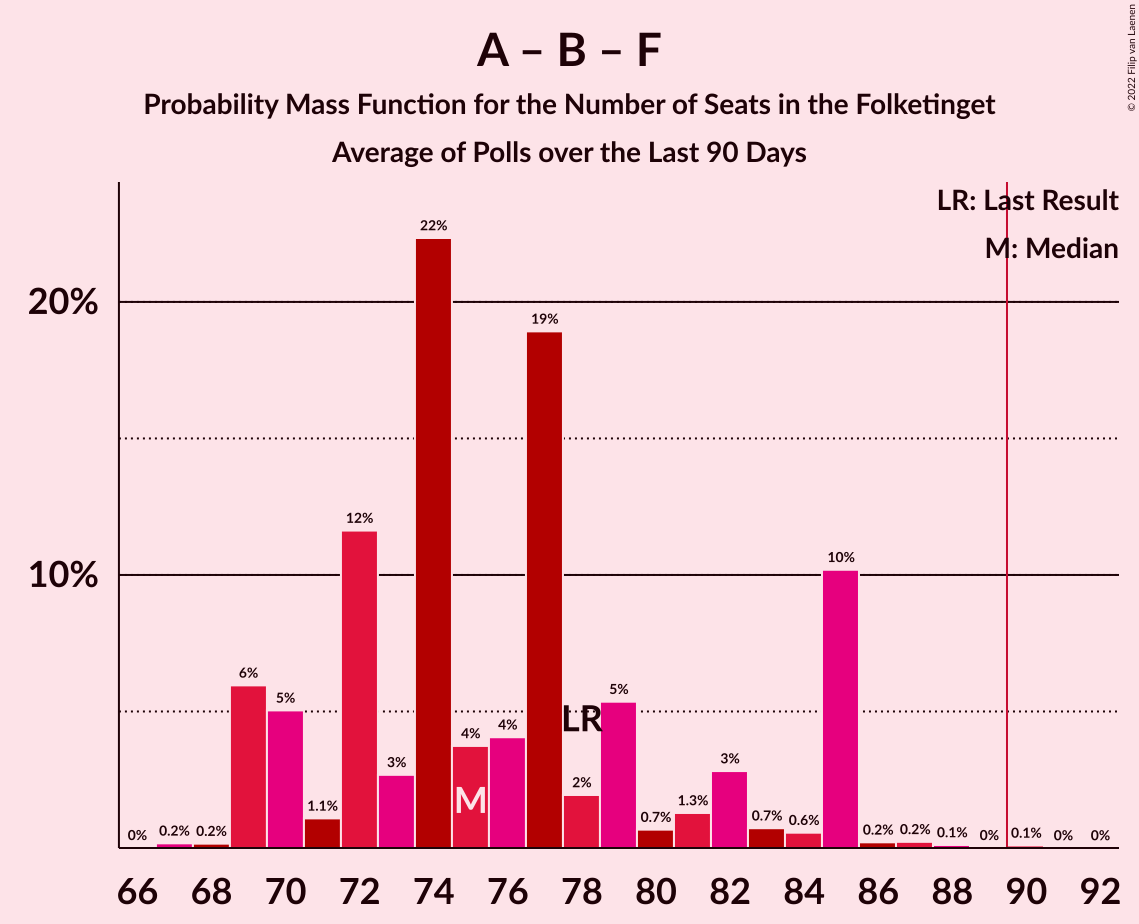 A – B – F
Probability Mass Function for the Number of Seats in the Folketinget
Average of Polls over the Last 90 Days
© 2022 Filip van Laenen
LR: Last Result
M: Median
20%
10%
0% 0.2% 0.2% 6% 5% 1.1% 12% 3% 22% 4% 4% 19% 2% 5% 0.7% 1.3% 3% 0.7% 0.6% 10% 0.2% 0.2% 0.1% 0% 0.1% 0% 0%
LR
M
66 68 70 72 74 76 78 80 82 84 86 88 90 92